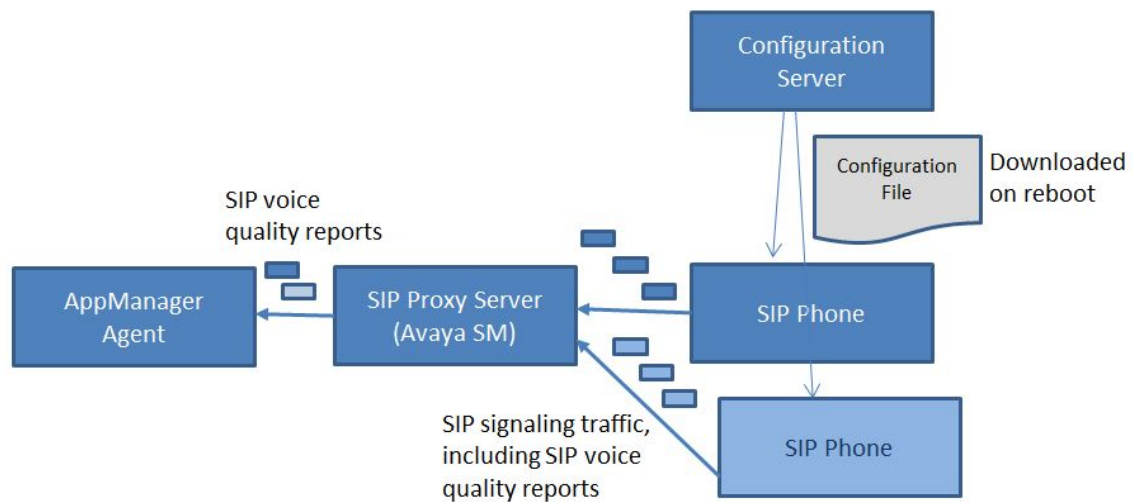 Configuration
Server
Configuration
File
Downloaded
on reboot
SIP voice
quality reports
AppManager
Agent
SIP Proxy Server
(Avaya SM)
SIP Phone
SIP signaling traffic,
including SIP voice
quality reports
SIP Phone